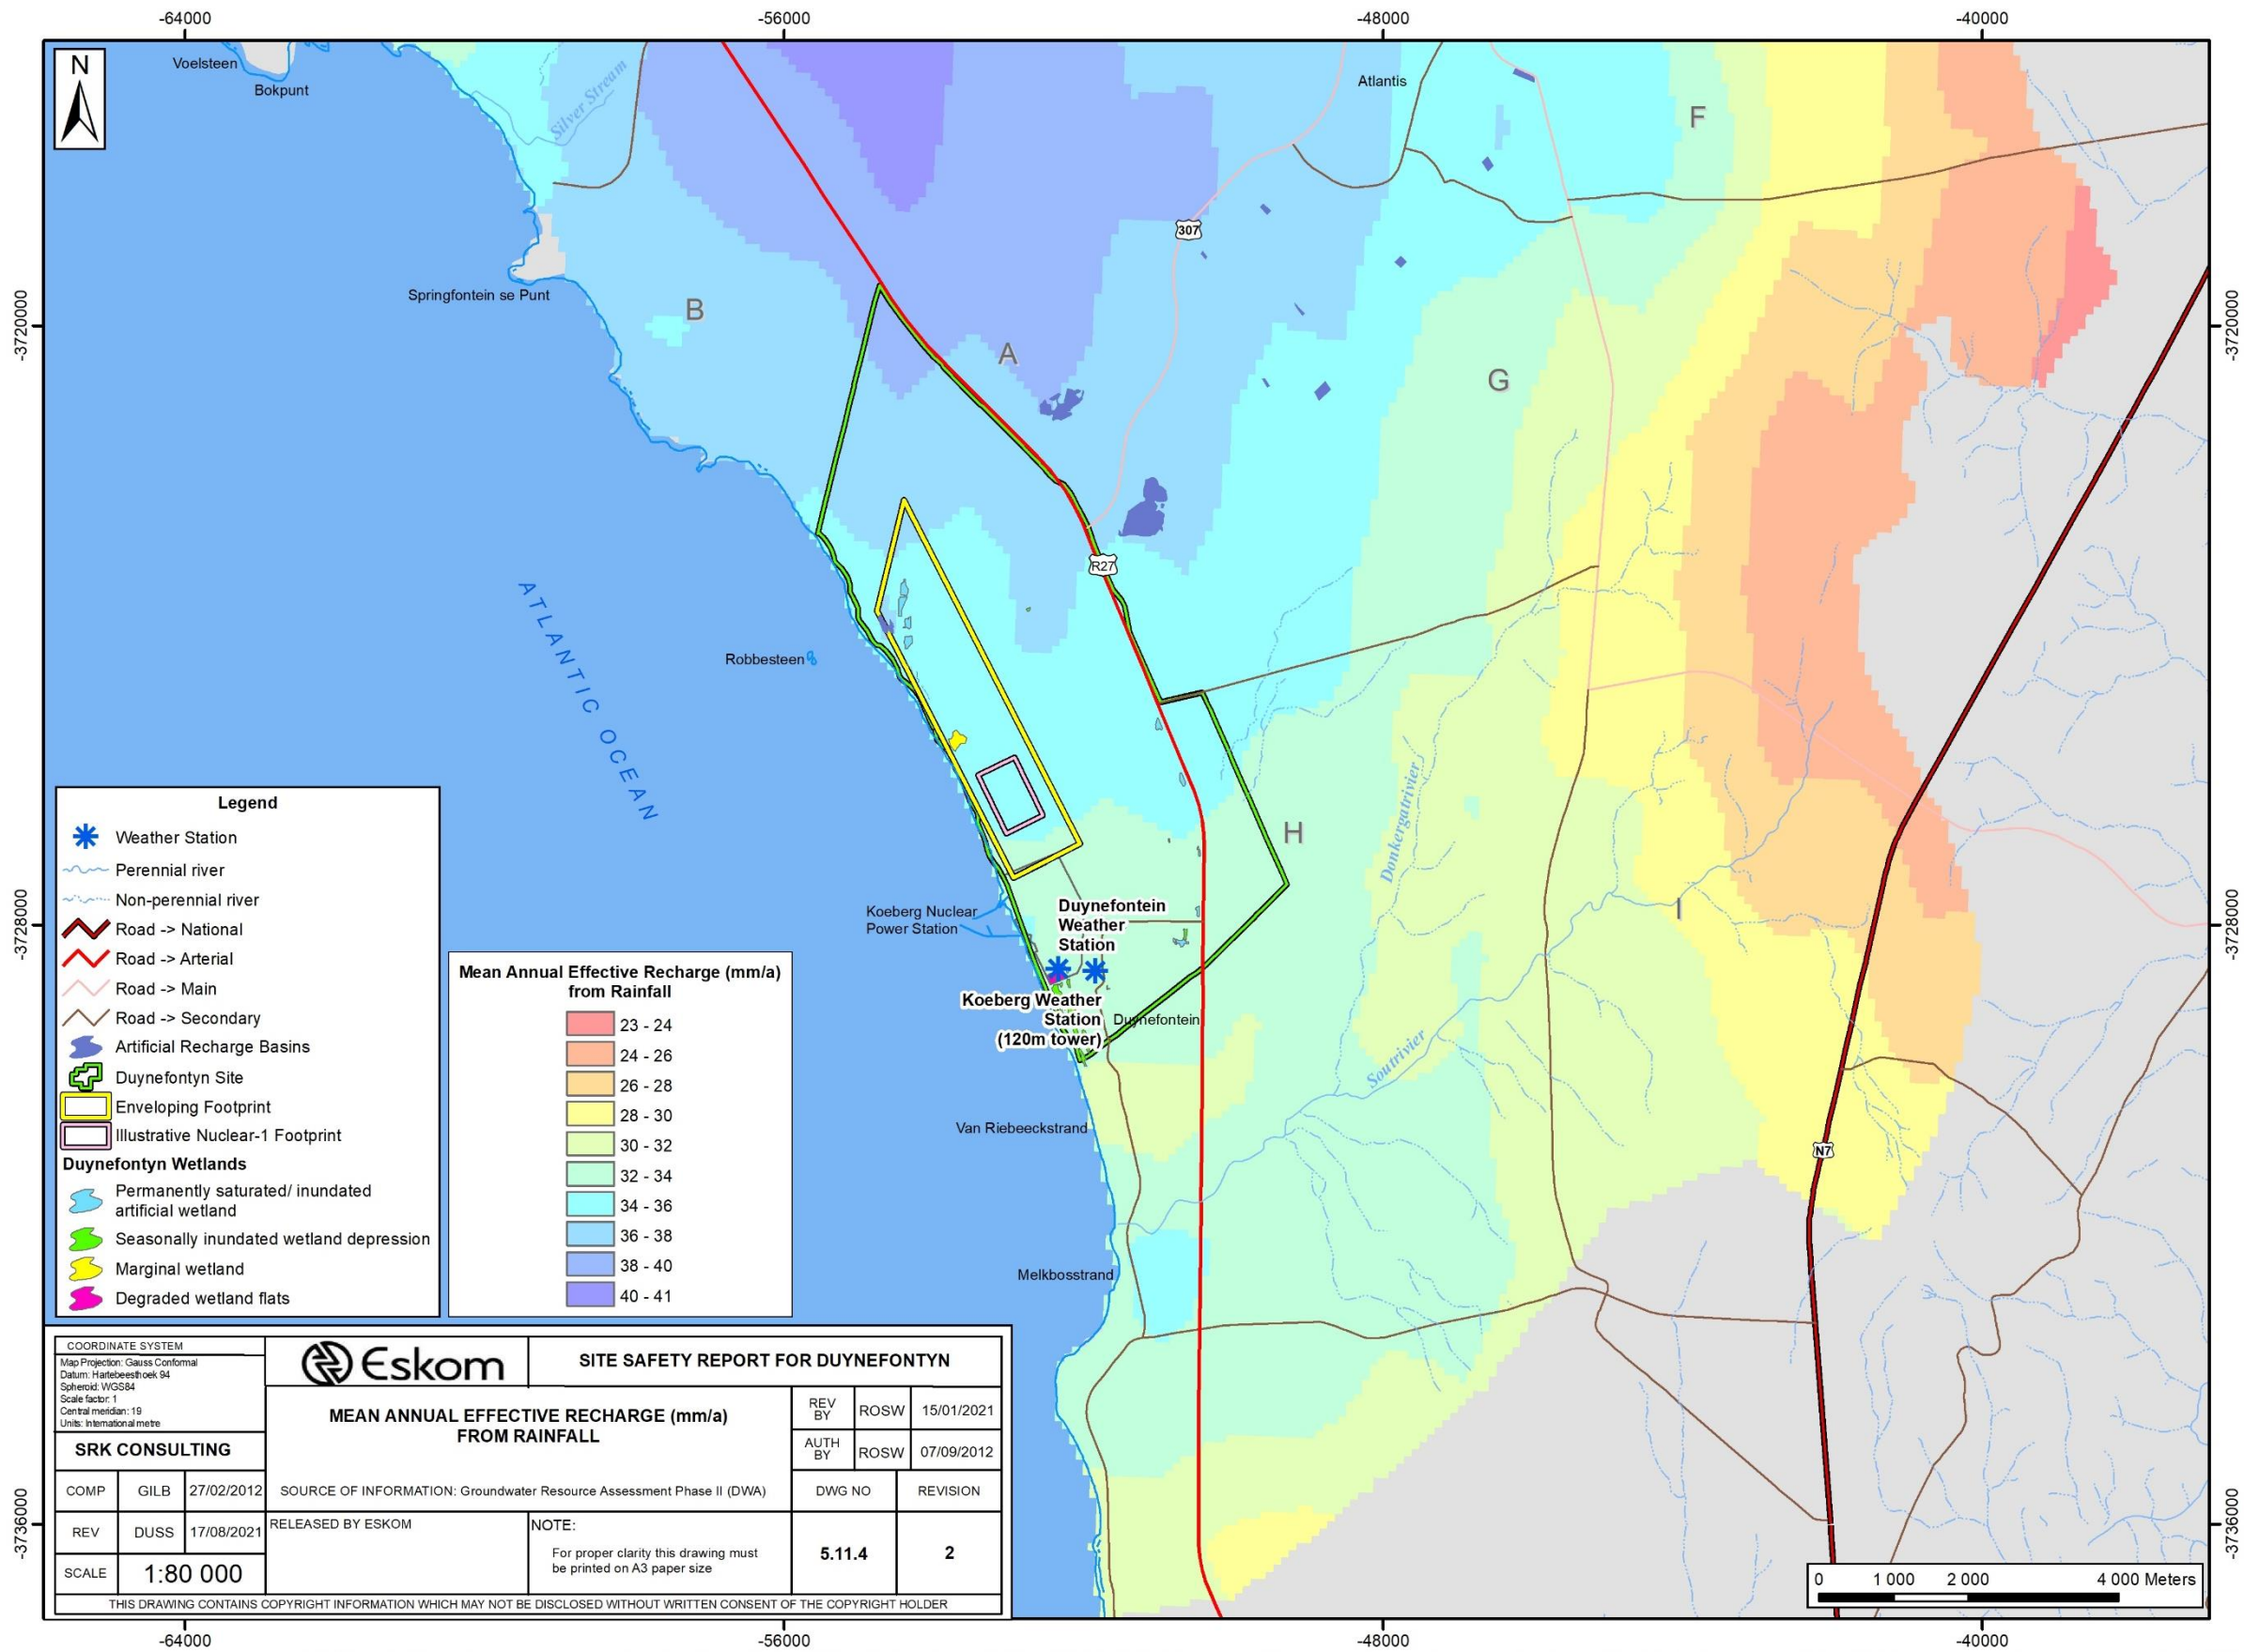 -64000
-56000
-48000
-40000
N
Voelsteen
Bokpunt
Silver Stream
Atlantis
F
307
-3720000
-3720000
Springfontein se Punt
B
A
G
R27
ATLANTIC OCEAN
Robbesteen
Donkergatrivier
H
I
Koeberg Nuclear
Power Station
Duynefontein
Weather
Station
-3728000
-3728000
Koeberg Weather
Station
(120m tower)
Duynefontein
Soutrivier
Van Riebeeckstrand
N7
Melkbosstrand
Legend
Weather Station
Perennial river
Non-perennial river
Road -> National
Road -> Arterial
Road -> Main
Road -> Secondary
Artificial Recharge Basins
Duynefontyn Site
Enveloping Footprint
Illustrative Nuclear-1 Footprint
Duynefontyn Wetlands
Permanently saturated/ inundated
artificial wetland
Seasonally inundated wetland depression
Marginal wetland
Degraded wetland flats
Mean Annual Effective Recharge (mm/a)
from Rainfall
23 - 24
24 - 26
26 - 28
28 - 30
30 - 32
32 - 34
34 - 36
36 - 38
38 - 40
40 - 41
COORDINATE SYSTEM
Map Projection: Gauss Conformal
Datum: Hartebeesthoek 94
Spheroid: WGS84
Scale factor: 1
Central meridian: 19
Units: International metre
SRK CONSULTING
COMP GILB 27/02/2012
REV DUSS 17/08/2021
SCALE 1:80 000
Eskom
SITE SAFETY REPORT FOR DUYNEFONTYN
MEAN ANNUAL EFFECTIVE RECHARGE (mm/a)
FROM RAINFALL
SOURCE OF INFORMATION: Groundwater Resource Assessment Phase II (DWA)
REV BY ROSW 15/01/2021
AUTH BY ROSW 07/09/2012
DWG NO REVISION
5.11.4 2
RELEASED BY ESKOM
NOTE:
For proper clarity this drawing must
be printed on A3 paper size
THIS DRAWING CONTAINS COPYRIGHT INFORMATION WHICH MAY NOT BE DISCLOSED WITHOUT WRITTEN CONSENT OF THE COPYRIGHT HOLDER
-3736000
-3736000
0 1 000 2 000 4 000 Meters
-64000
-56000
-48000
-40000